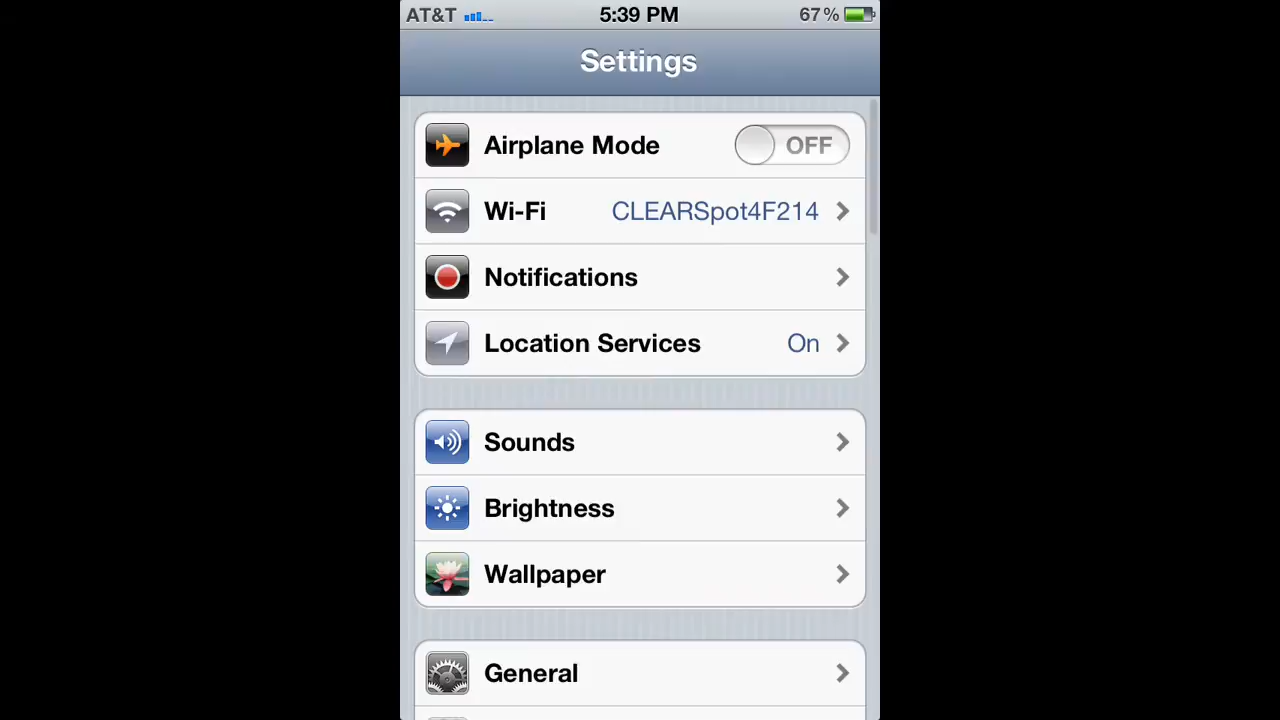 AT&T 5:39 PM 67%
Settings
Airplane Mode OFF
Wi-Fi CLEARSpot4F214
Notifications
Location Services On
Sounds
Brightness
Wallpaper
General